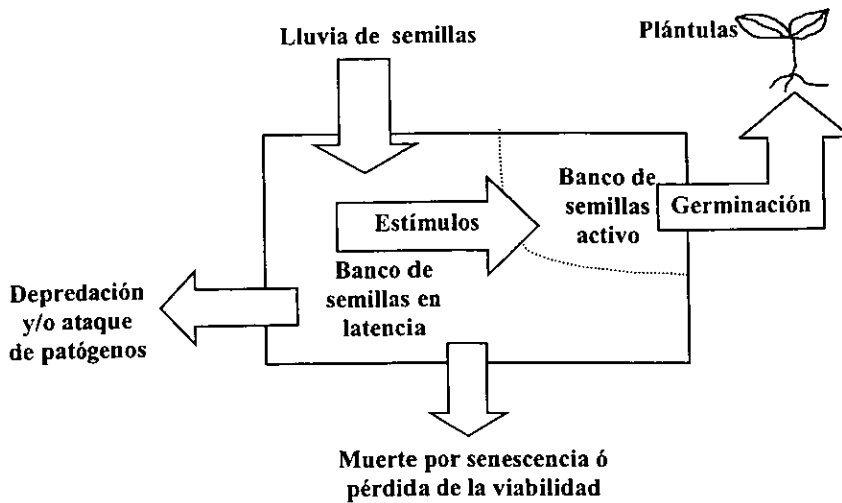 Lluvia de semillas
Plántulas
Banco de
semillas
activo
Germinación
Estímulos
Banco de
semillas en
latencia
Depredación
y/o ataque
de patógenos
Muerte por senescencia ó
pérdida de la viabilidad